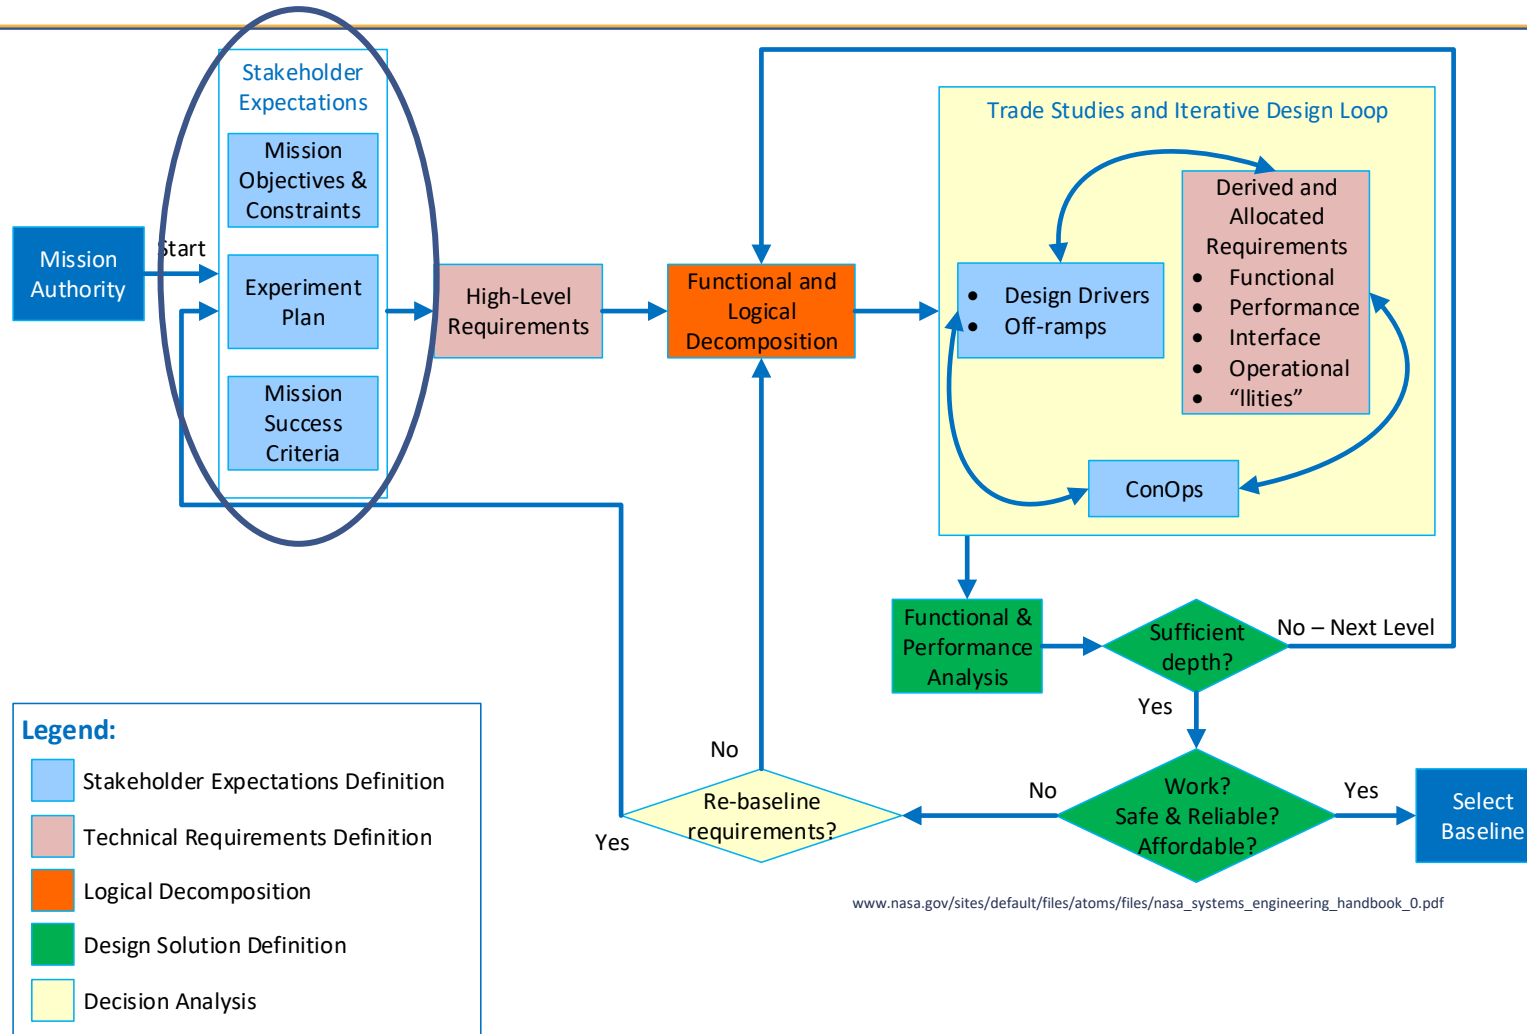 Stakeholder
Expectations
Mission
Objectives &
Constraints
Mission
Authority
Start
Experiment
Plan
Mission
Success
Criteria
High-Level
Requirements
Functional and
Logical
Decomposition
Trade Studies and Iterative Design Loop
• Design Drivers
• Off-ramps
Derived and
Allocated
Requirements
• Functional
• Performance
• Interface
• Operational
• “Ilities”
ConOps
Functional &
Performance
Analysis
Sufficient
depth?
No – Next Level
Yes
Work?
Safe & Reliable?
Affordable?
Yes
Select
Baseline
No
Re-baseline
requirements?
No
Yes
www.nasa.gov/sites/default/files/atoms/files/nasa_systems_engineering_handbook_0.pdf
Legend:
Stakeholder Expectations Definition
Technical Requirements Definition
Logical Decomposition
Design Solution Definition
Decision Analysis